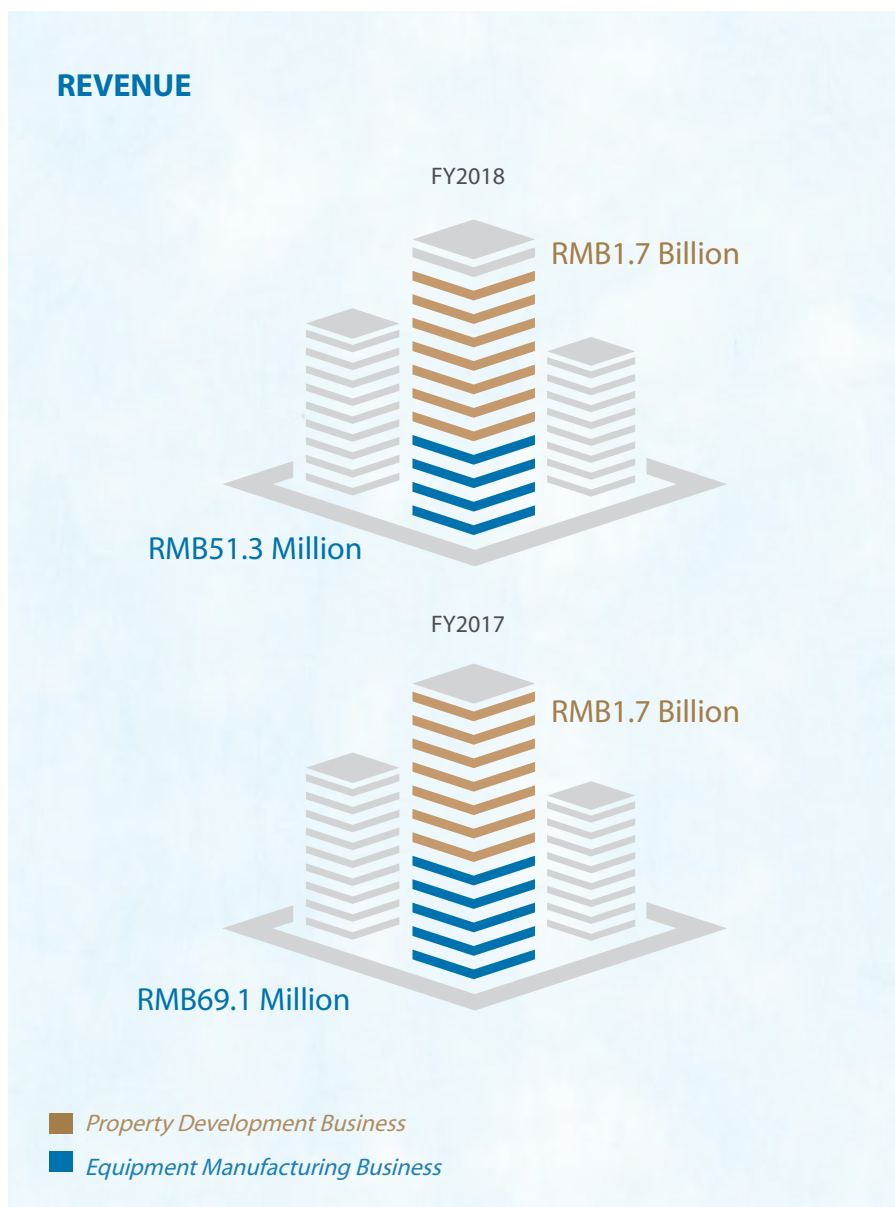 REVENUE
FY2018
RMB1.7 Billion
RMB51.3 Million
FY2017
RMB1.7 Billion
RMB69.1 Million
Property Development Business
Equipment Manufacturing Business